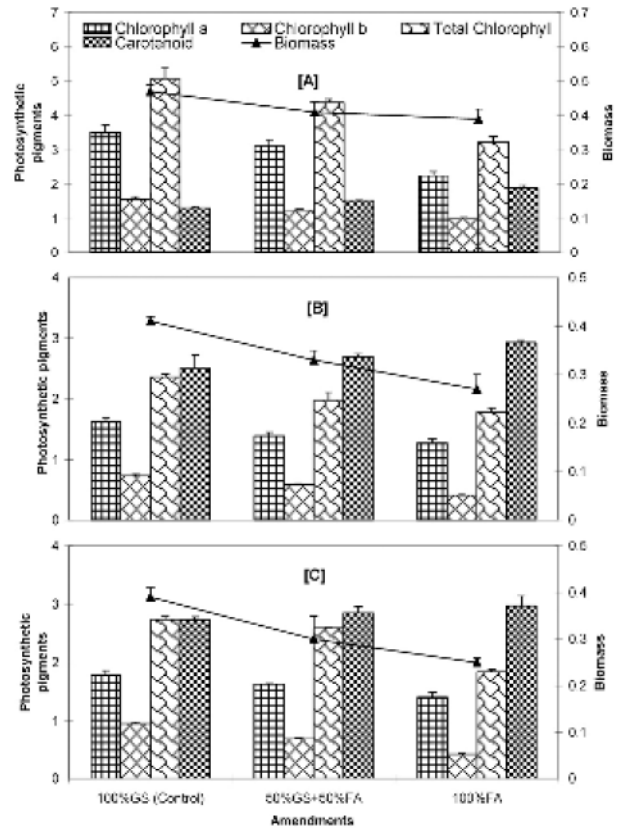 Chlorophyll a Chlorophyll b Total Chlorophyll
Carotenoid Biomass
[A]
7
6
5
4
3
2
1
0
Photosynthetic
pigments
0.7
0.6
0.5
0.4
0.3
0.2
0.1
0
Biomass
[B]
4
3
2
1
0
Photosynthetic pigments
0.5
0.4
0.3
0.2
0.1
0
Biomass
[C]
4
3
2
1
0
Photosynthetic
pigments
0.5
0.4
0.3
0.2
0.1
0
Biomass
100%GS (Control) 50%GS+50%FA 100%FA
Amendments